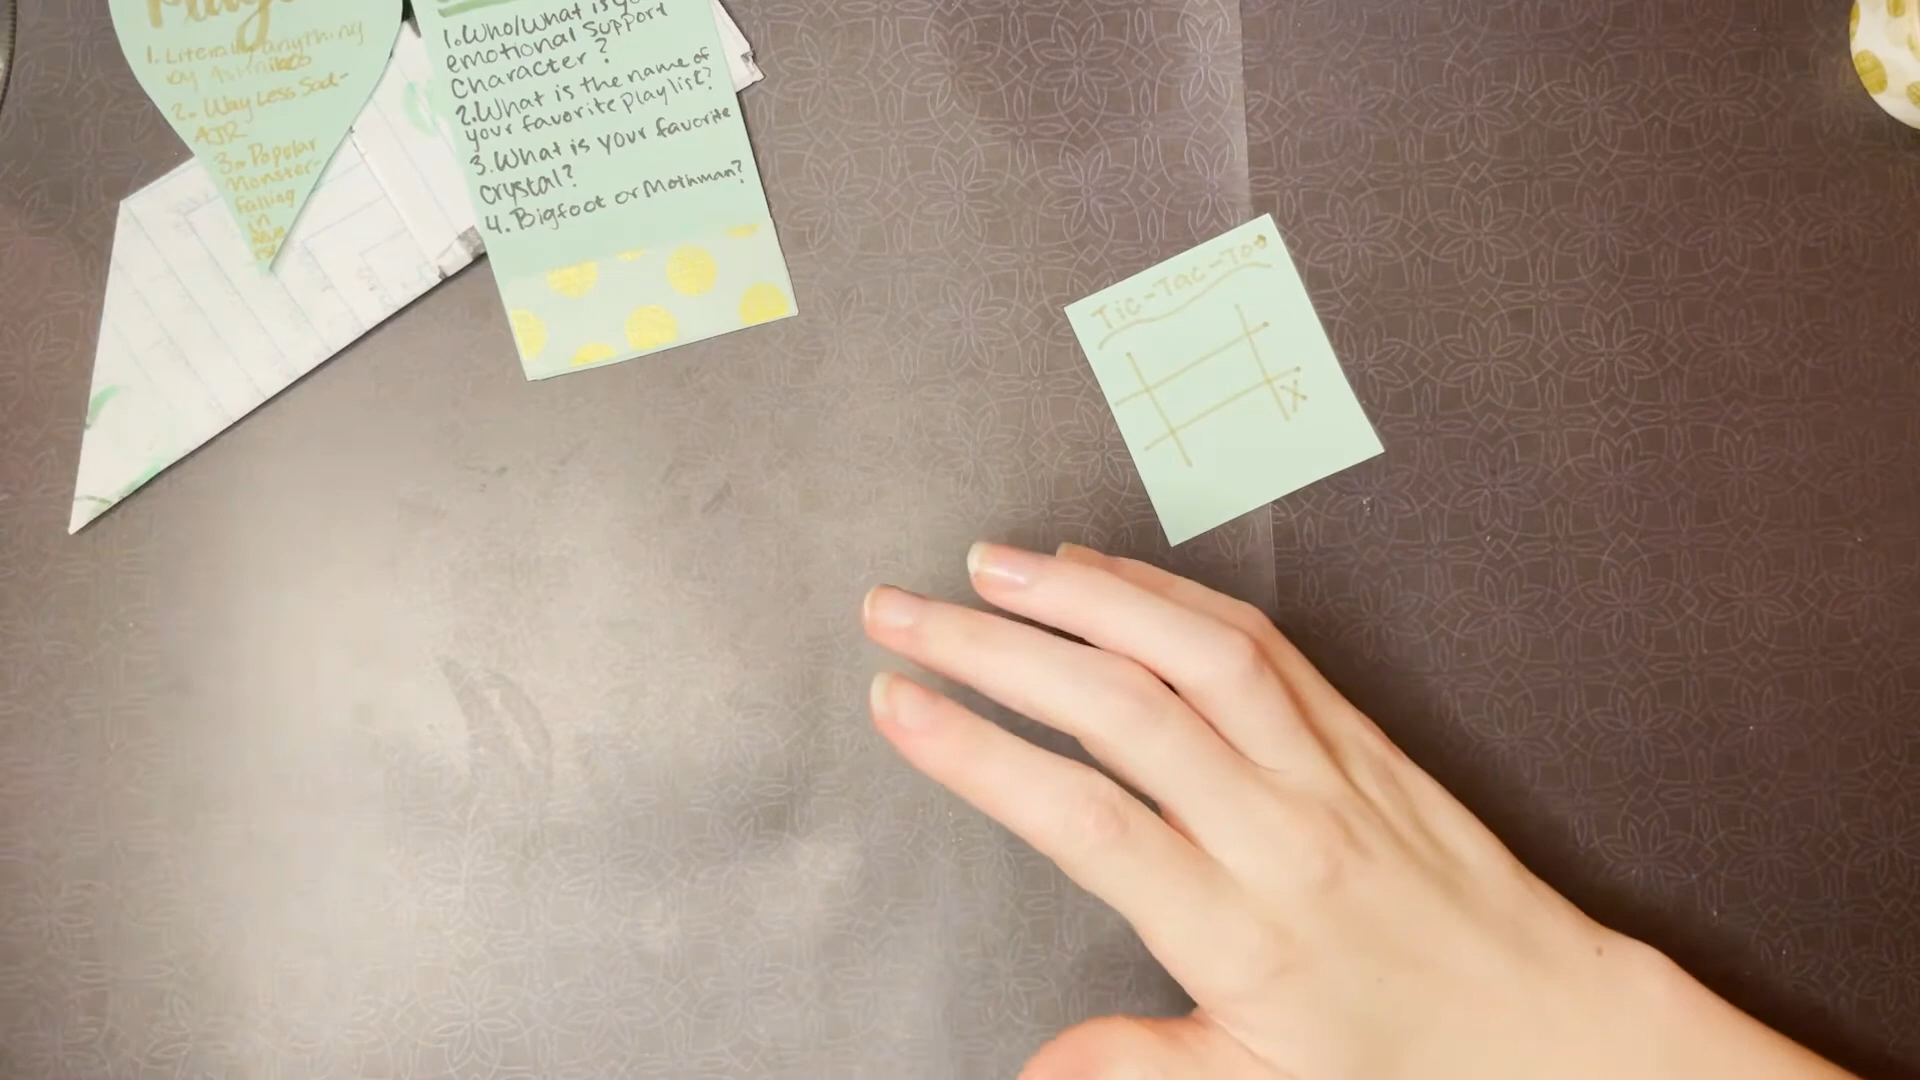 1. Literally anything
by Ashnikko
2. Way Less Sad-
AJR
3. Popular
Monster-
Falling
in
1. Who/What is
emotional support
Character?
2. What is the name of
your favorite playlist?
3. What is your favorite
crystal?
4. Bigfoot or Mothman?
Tic-Tac-Toe
X